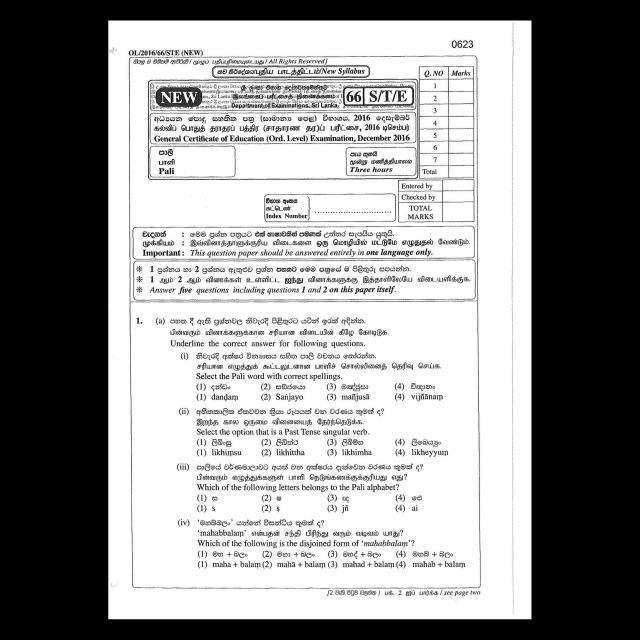 0623
OL/2016/66/STE (NEW)
සියලු ම හිමිකම් ඇවිරිණි / முழுப் பதிப்புரிமையுடையது / All Rights Reserved]
නව නිර්දේශය/புதிய பாடத்திட்டம்/New Syllabus
NEW
ශ්‍රී ලංකා විභාග දෙපාර්තමේන්තුව
இலங்கைப் பரீட்சைத் திணைக்களம்
Department of Examinations, Sri Lanka
66 S/T/E
අධ්‍යයන පොදු සහතික පත්‍ර (සාමාන්‍ය පෙළ) විභාගය, 2016 දෙසැම්බර්
கல்விப் பொதுத் தராதரப் பத்திர (சாதாரண தர)ப் பரீட்சை, 2016 டிசெம்பர்
General Certificate of Education (Ord. Level) Examination, December 2016
පාලි
பாளி
Pali
පැය තුනයි
மூன்று மணித்தியாலம்
Three hours
Q. NO Marks
1
2
3
4
5
6
7
Total
Entered by
Checked by
TOTAL
MARKS
විභාග අංකය
சுட்டெண்
Index Number
වැදගත් : මෙම ප්‍රශ්න පත්‍රයට එක් භාෂාවකින් පමණක් උත්තර සැපයිය යුතුයි.
முக்கியம் : இவ்வினாத்தாளுக்குரிய விடைகளை ஒரு மொழியில் மட்டுமே எழுதுதல் வேண்டும்.
Important : This question paper should be answered entirely in one language only.
* 1 ප්‍රශ්නය හා 2 ප්‍රශ්නය ඇතුළුව ප්‍රශ්න පහකට මෙම පත්‍රයේ ම පිළිතුරු සපයන්න.
* 1 ஆம் 2 ஆம் வினாக்கள் உள்ளிட்ட ஐந்து வினாக்களுக்கு இத்தாளிலேயே விடையளிக்குக.
* Answer five questions including questions 1 and 2 on this paper itself.
1. (a) පහත දී ඇති ප්‍රශ්නවල නිවැරදි පිළිතුරට යටින් ඉරක් අඳින්න.
பின்வரும் வினாக்களுக்கான சரியான விடையின் கீழே கோடிடுக.
Underline the correct answer for following questions.
(i) නිවැරදි අක්ෂර වින්‍යාසය සහිත පාලි වචනය තෝරන්න.
சரியான எழுத்துக் கூட்டலுடனான பாளிச் சொல்லினைத் தெரிவு செய்க.
Select the Pali word with correct spellings.
(1) දන්ඩං (2) සඤ්ජයො (3) මඤ්ජුසා (4) විඥානං
(1) danḍaṃ (2) Sañjayo (3) mañjusā (4) vijñānaṃ
(ii) අතීතකාලික ඒකවචන ක්‍රියා රූපයක් වන වරණය කුමක් ද?
இறந்த கால ஒருமை வினையைத் தேர்ந்தெடுக்க.
Select the option that is a Past Tense singular verb.
(1) ලිඛිංසු (2) ලිඛිත්ථ (3) ලිඛිම්හ (4) ලිඛෙය්‍යුං
(1) likhiṃsu (2) likhittha (3) likhimha (4) likheyyuṃ
(iii) පාලියේ වර්ණමාලාවට අයත් වන අක්ෂරය දැක්වෙන වරණය කුමක් ද?
பின்வரும் எழுத்துக்களுள் பாளி நெடுங்கணக்குக்குரியது எது?
Which of the following letters belongs to the Pali alphabet?
(1) ස (2) ෂ (3) ඥ (4) ඓ
(1) s (2) ṣ (3) jñ (4) ai
(iv) 'මහබ්බලං' යන්නේ විසන්ධිය කුමක් ද?
'mahabbalaṃ' என்பதன் சந்தி பிரிந்து வரும் வடிவம் யாது?
Which of the following is the disjoined form of 'mahabbalaṃ'?
(1) මහ + බලං (2) මහා + බලං (3) මහද් + බලං (4) මහබ් + බලං
(1) maha + balaṃ (2) mahā + balaṃ (3) mahad + balaṃ (4) mahab + balaṃ
[2 වැනි පිටුව බලන්න / பக். 2 ஐப் பார்க்க / see page two